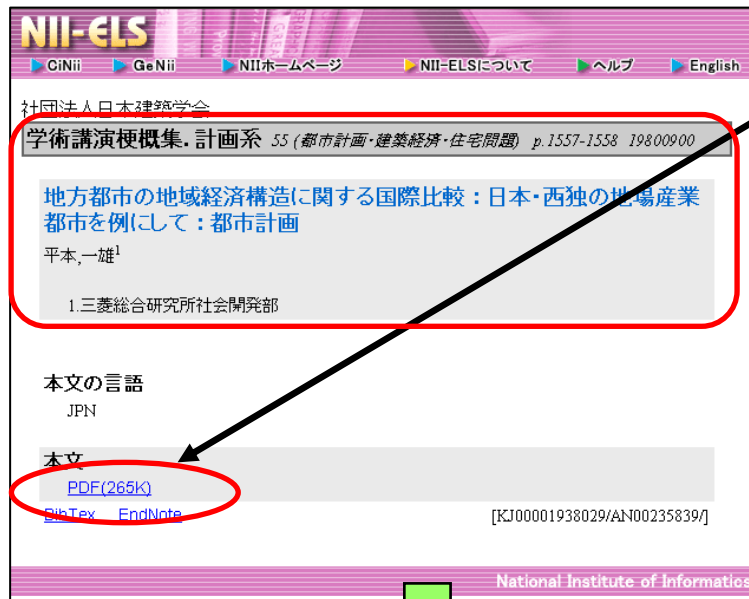 NII-ELS
CiNii GeNii NIIホームページ NII-ELSについて ヘルプ English
社団法人日本建築学会
学術講演梗概集. 計画系 55 (都市計画・建築経済・住宅問題) p.1557-1558 19800900
地方都市の地域経済構造に関する国際比較：日本・西独の地場産業
都市を例にして：都市計画
平本,一雄1
1.三菱総合研究所社会開発部
本文の言語
JPN
本文
PDF(265K)
BibTex EndNote [KJ00001938029/AN00235839/]
National Institute of Informatics